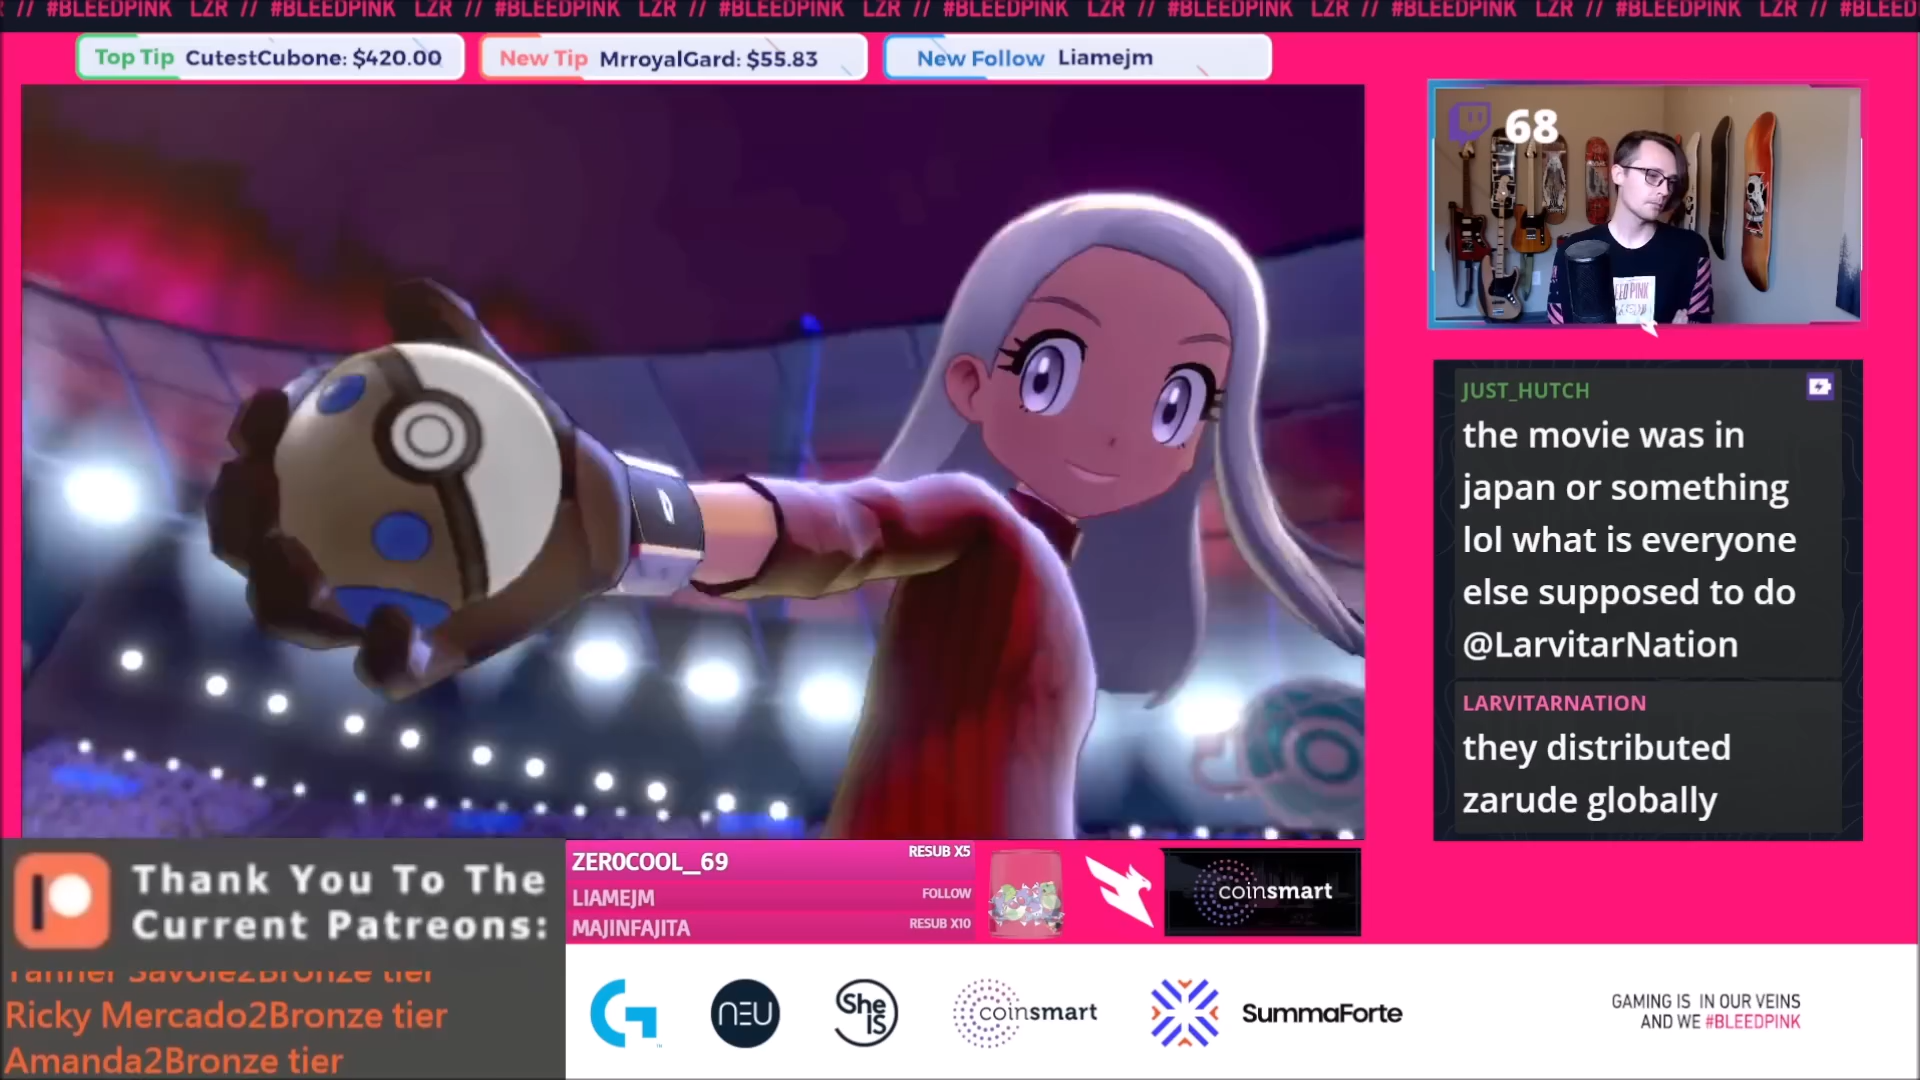 // #BLEEDPINK LZR // #BLEEDPINK LZR // #BLEEDPINK LZR // #BLEEDPINK LZR // #BLEEDPINK LZR // #BLEEDPINK LZR // #BLEEDPINK LZR // #BLEEDPINK LZR // #BLEED
Top Tip CutestCubone: $420.00
New Tip MrroyalGard: $55.83
New Follow Liamejm
68
JUST_HUTCH
the movie was in
japan or something
lol what is everyone
else supposed to do
@LarvitarNation
LARVITARNATION
they distributed
zarude globally
Thank You To The
Current Patreons:
Tanner Savoie2Bronze tier
Ricky Mercado2Bronze tier
Amanda2Bronze tier
ZER0COOL_69 RESUB X5
LIAMEJM FOLLOW
MAJINFAJITA RESUB X10
coinsmart
NEU
She IS
coinsmart
SummaForte
GAMING IS IN OUR VEINS
AND WE #BLEEDPINK